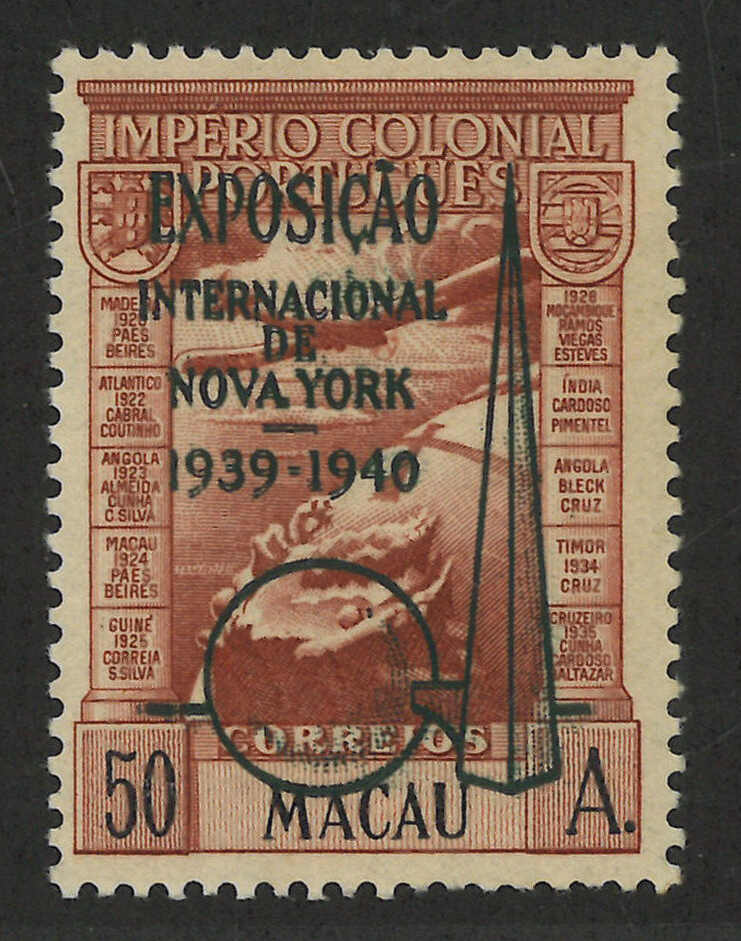 IMPERIO COLONIAL
PORTUGUÊS
EXPOSIÇÃO
INTERNACIONAL
DE
NOVA YORK
1939-1940
MADEIRA
1920
PAES
BEIRES
ATLANTICO
1922
CABRAL
COUTINHO
ANGOLA
1923
ALMEIDA
CUNHA
C. SILVA
MACAU
1924
PAES
BEIRES
GUINÉ
1925
CORREIA
S. SILVA
1928
MOÇAMBIQUE
RAMOS
VIEGAS
ESTEVES
ÍNDIA
CARDOSO
PIMENTEL
ANGOLA
BLECK
CRUZ
TIMOR
1934
CRUZ
CRUZEIRO
1935
CUNHA
CARDOSO
BALTAZAR
CORREIOS
50 MACAU A.